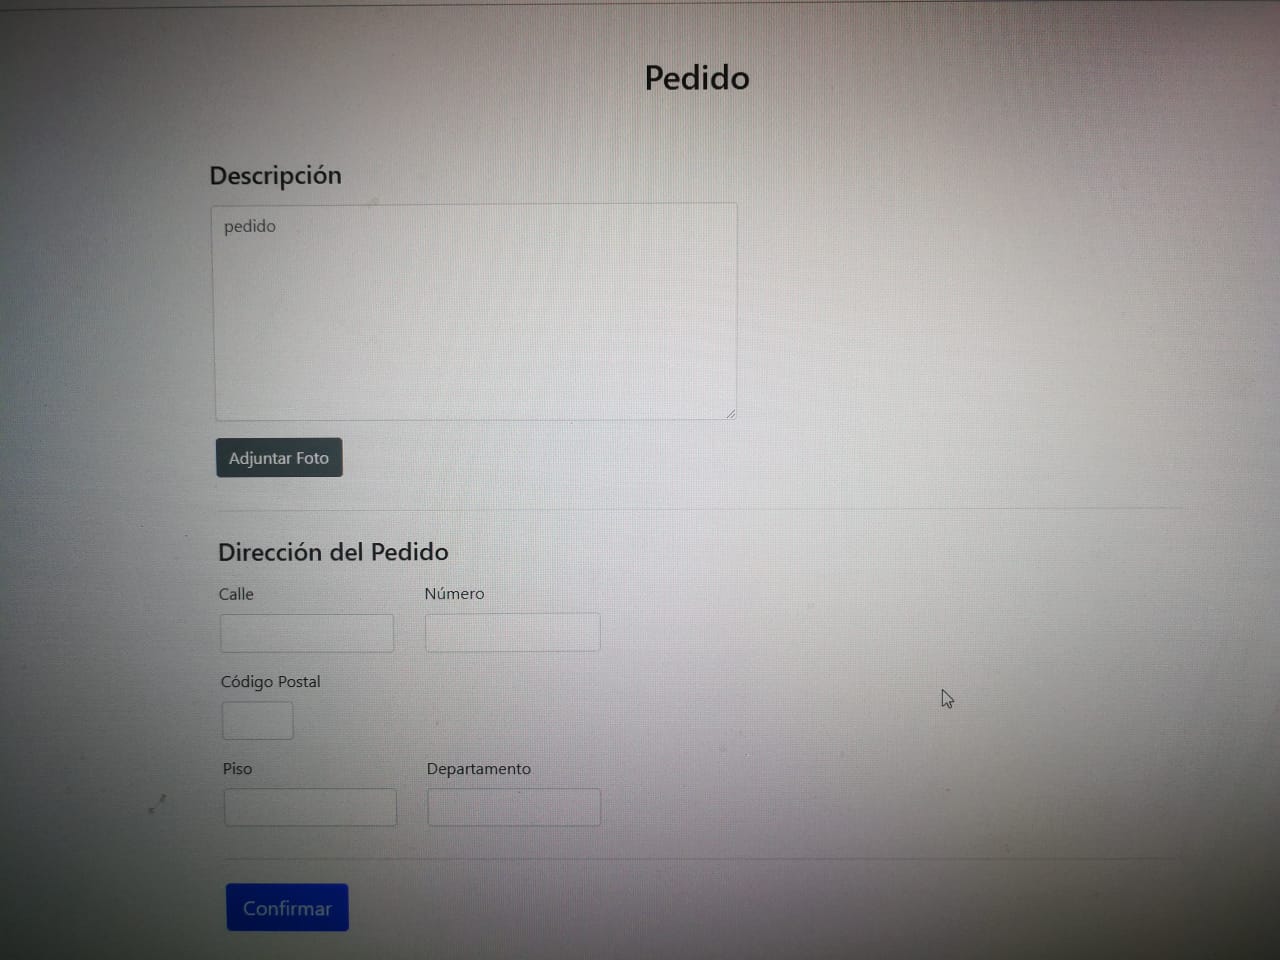 Pedido
Descripción
pedido
Adjuntar Foto
Dirección del Pedido
Calle Número
Código Postal
Piso Departamento
Confirmar